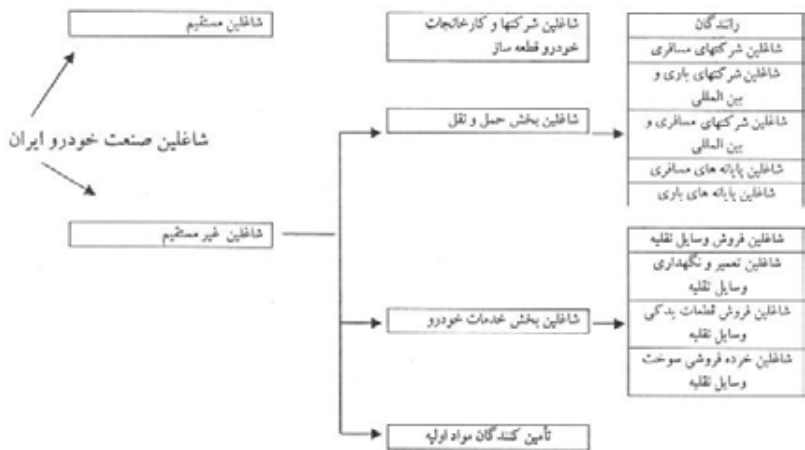 شاغلین صنعت خودرو ایران
شاغلین مستقیم
شاغلین غیر مستقیم
شاغلین شرکتها و کارخانجات
خودرو قطعه ساز
شاغلین بخش حمل و نقل
شاغلین بخش خدمات خودرو
تأمین کنندگان مواد اولیه
رانندگان
شاغلین شرکتهای مسافری
شاغلین شرکتهای باری و
بین المللی
شاغلین شرکتهای مسافری و
بین المللی
شاغلین پایانه های مسافری
شاغلین پایانه های باری
شاغلین فروش وسایل نقلیه
شاغلین تعمیر و نگهداری
وسایل نقلیه
شاغلین فروش قطعات یدکی
وسایل نقلیه
شاغلین خرده فروشی سوخت
وسایل نقلیه